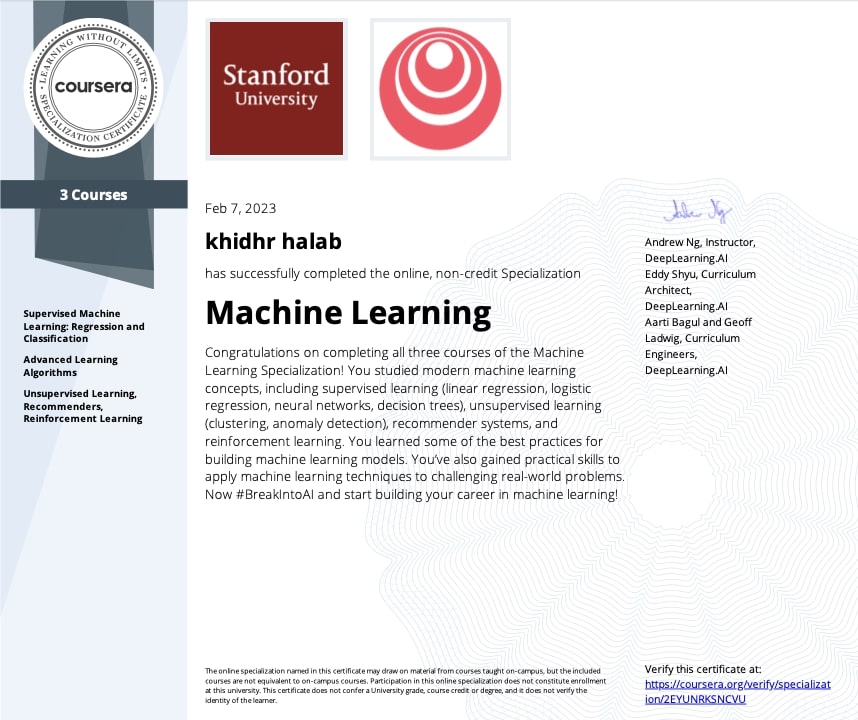 LEARNING WITHOUT LIMITS
coursera
SPECIALIZATION CERTIFICATE
3 Courses
Supervised Machine
Learning: Regression and
Classification
Advanced Learning
Algorithms
Unsupervised Learning,
Recommenders,
Reinforcement Learning
Stanford
University
Feb 7, 2023
khidhr halab
has successfully completed the online, non-credit Specialization
Machine Learning
Congratulations on completing all three courses of the Machine
Learning Specialization! You studied modern machine learning
concepts, including supervised learning (linear regression, logistic
regression, neural networks, decision trees), unsupervised learning
(clustering, anomaly detection), recommender systems, and
reinforcement learning. You learned some of the best practices for
building machine learning models. You’ve also gained practical skills to
apply machine learning techniques to challenging real-world problems.
Now #BreakIntoAI and start building your career in machine learning!
Andrew Ng
Andrew Ng, Instructor,
DeepLearning.AI
Eddy Shyu, Curriculum
Architect,
DeepLearning.AI
Aarti Bagul and Geoff
Ladwig, Curriculum
Engineers,
DeepLearning.AI
The online specialization named in this certificate may draw on material from courses taught on-campus, but the included
courses are not equivalent to on-campus courses. Participation in this online specialization does not constitute enrollment
at this university. This certificate does not confer a University grade, course credit or degree, and it does not verify the
identity of the learner.
Verify this certificate at:
https://coursera.org/verify/specializat
ion/2EYUNRKSNCVU